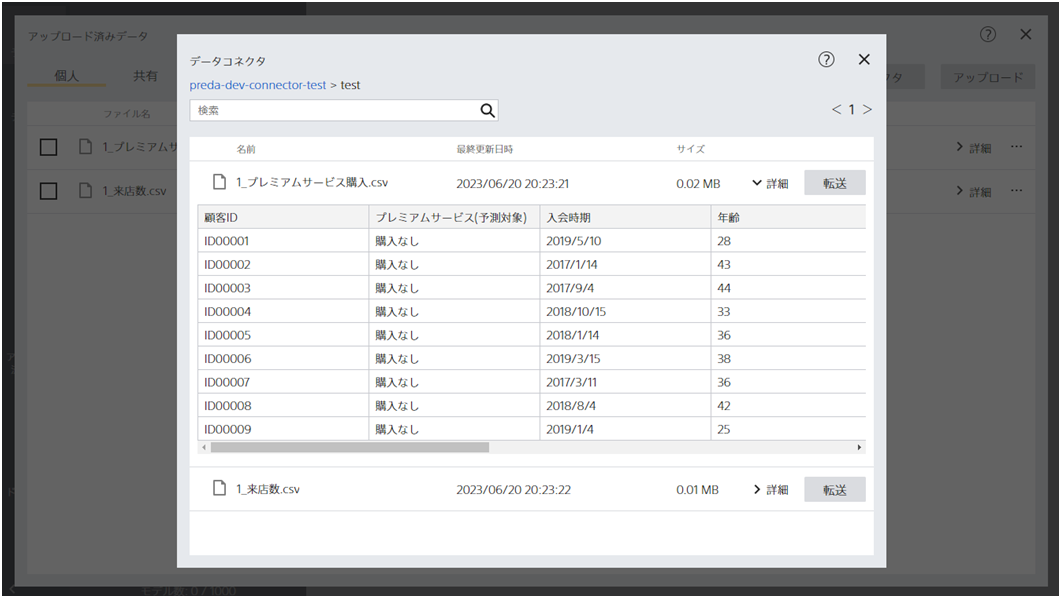 アップロード済みデータ
個人 共有
タ アップロード
ファイル名
1_プレミアムサ
詳細 …
1_来店数.csv
詳細 …
データコネクタ
preda-dev-connector-test > test
検索
< 1 >
名前 最終更新日時 サイズ
1_プレミアムサービス購入.csv 2023/06/20 20:23:21 0.02 MB 詳細 転送
顧客ID プレミアムサービス(予測対象) 入会時期 年齢
ID00001 購入なし 2019/5/10 28
ID00002 購入なし 2017/1/14 43
ID00003 購入なし 2017/9/4 44
ID00004 購入なし 2018/10/15 33
ID00005 購入なし 2018/1/14 36
ID00006 購入なし 2019/3/15 38
ID00007 購入なし 2017/3/11 36
ID00008 購入なし 2018/8/4 42
ID00009 購入なし 2019/1/4 25
1_来店数.csv 2023/06/20 20:23:22 0.01 MB 詳細 転送
モデル数: 0 / 1000